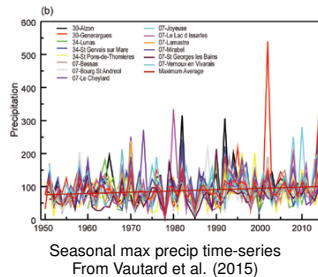 (b)
30-Alzon
30-Generargues
34-Lunas
34-St Gervais sur Mare
34-St Pons-de-Thomieres
07-Bessas
07-Bourg St Andreol
07-Le Cheylard
07-Joyeuse
07-Le Lac d Issarles
07-Lamastre
07-Mirabel
07-St Georges les Bains
07-Vernoux en Vivarais
Maximum Average
Precipitation
600
500
400
300
200
100
0
1950 1960 1970 1980 1990 2000 2010
Seasonal max precip time-series
From Vautard et al. (2015)